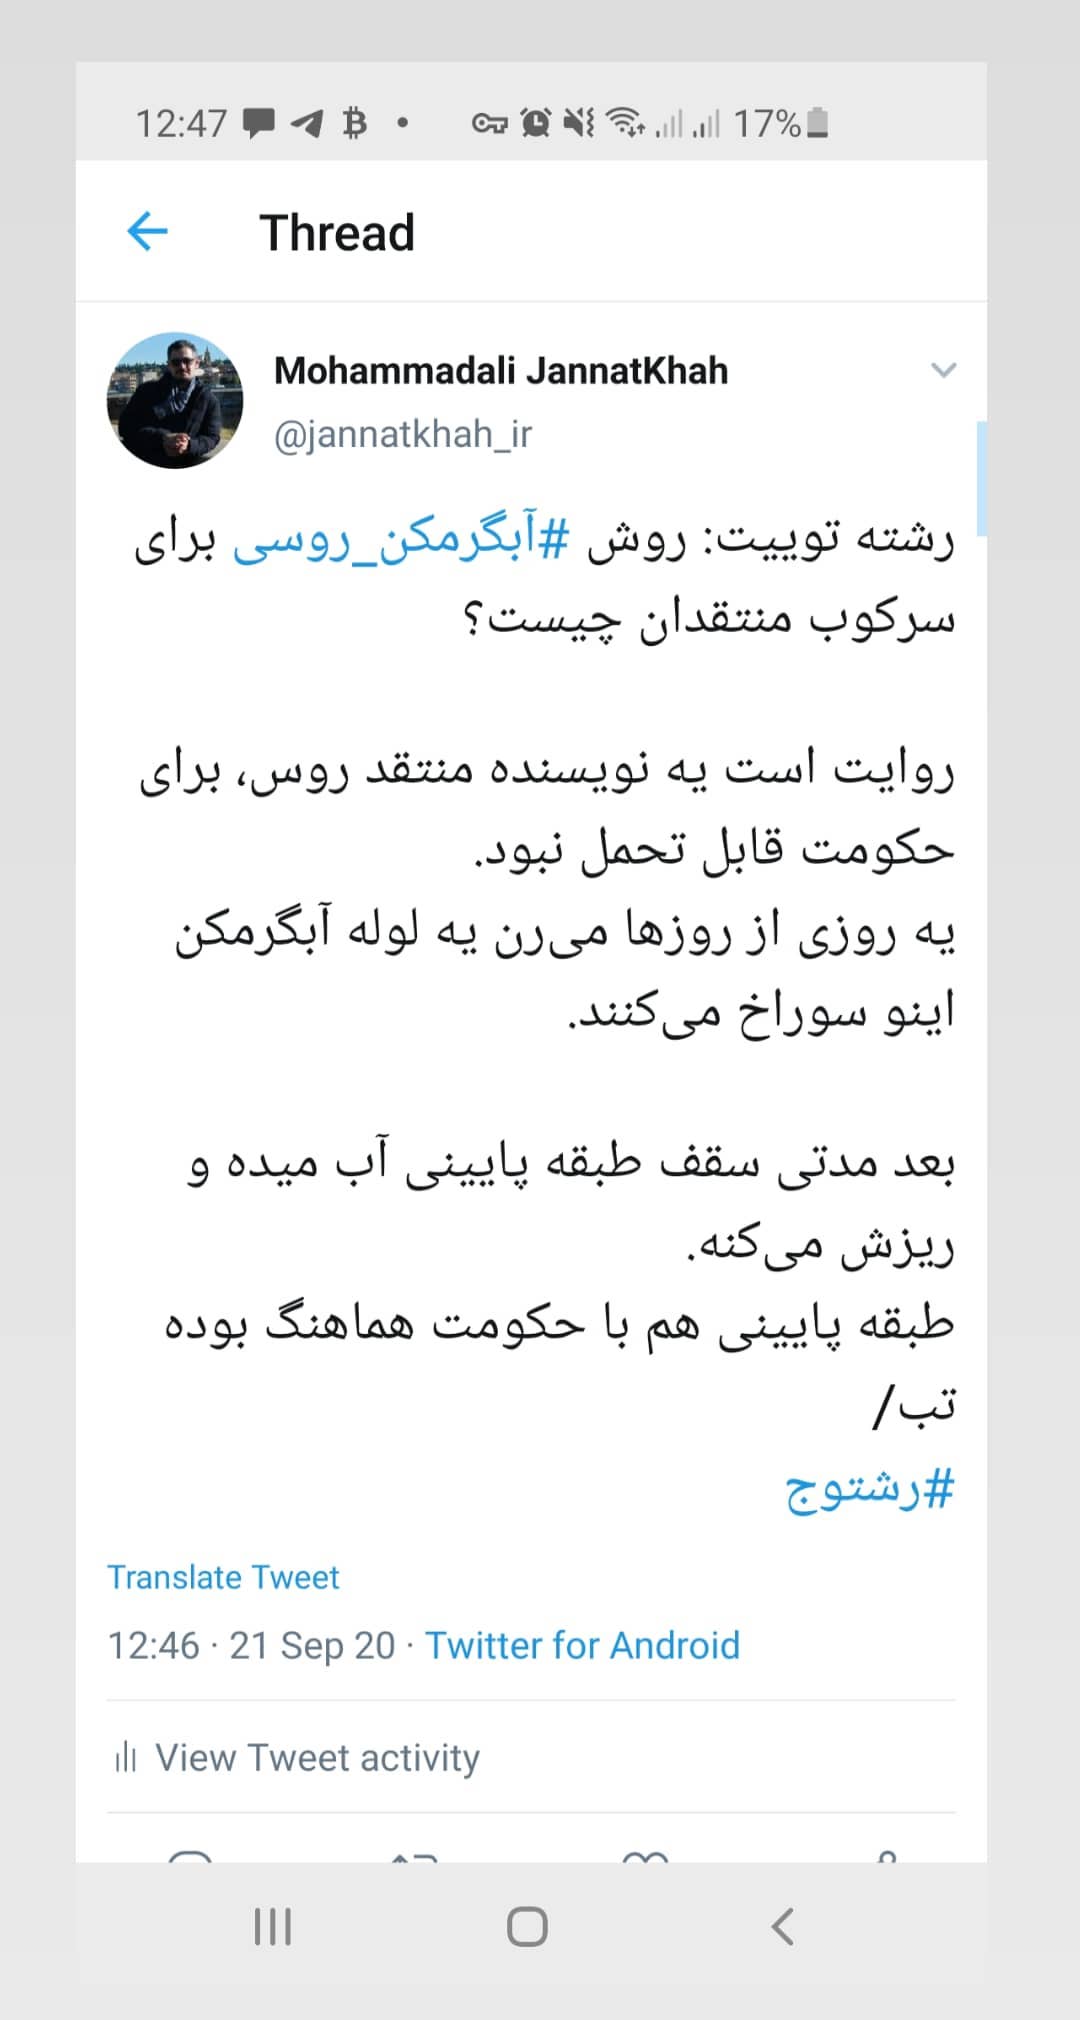 12:47 17%
Thread
Mohammadali JannatKhah
@jannatkhah_ir
رشته توییت: روش #آبگرمکن_روسی برای
سرکوب منتقدان چیست؟
روایت است یه نویسنده منتقد روس، برای
حکومت قابل تحمل نبود.
یه روزی از روزها می‌رن یه لوله آبگرمکن
اینو سوراخ می‌کنند.
بعد مدتی سقف طبقه پایینی آب میده و
ریزش می‌کنه.
طبقه پایینی هم با حکومت هماهنگ بوده
تب/
#رشتوج
Translate Tweet
12:46 · 21 Sep 20 · Twitter for Android
View Tweet activity